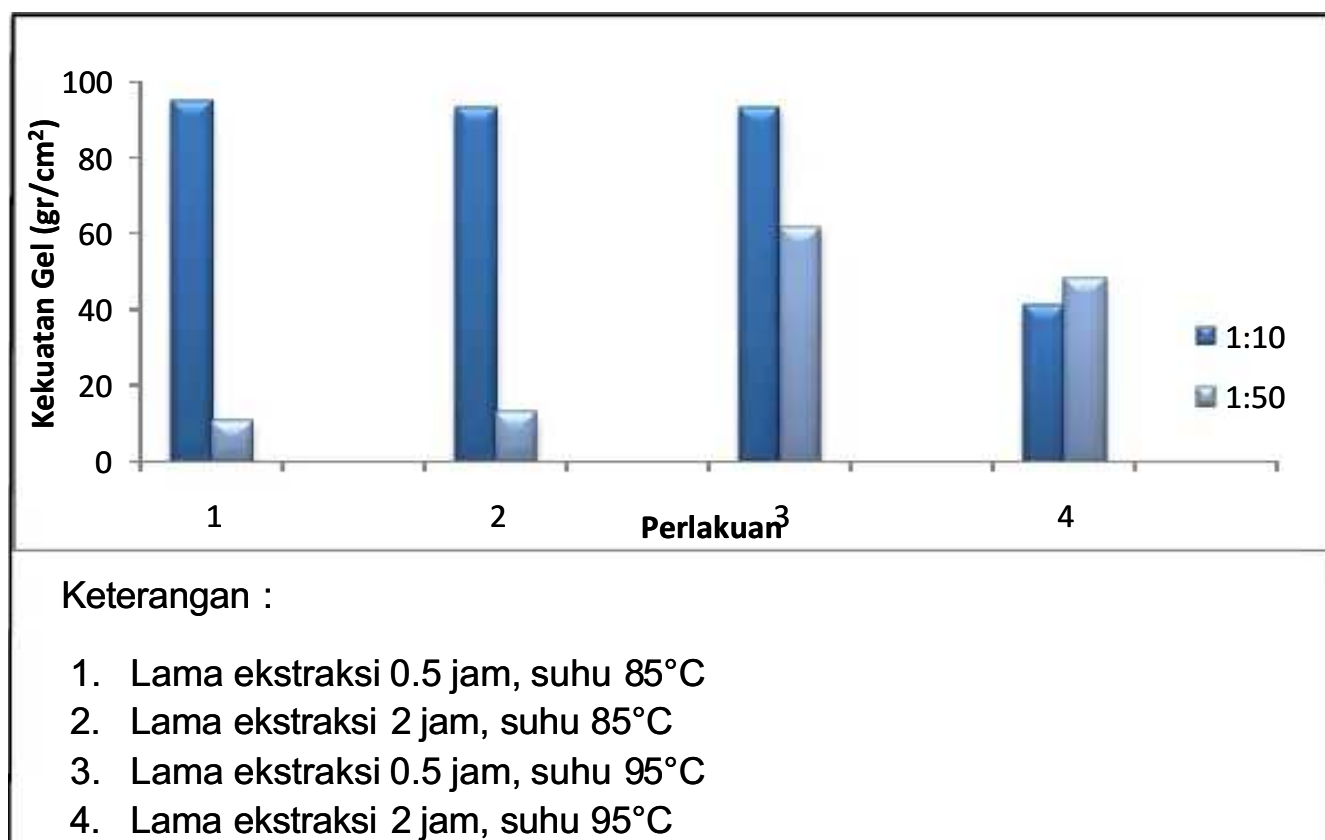 100
80
60
40
20
0
Kekuatan Gel (gr/cm²)
1:10
1:50
1 2 3 4
Perlakuan
Keterangan :
1. Lama ekstraksi 0.5 jam, suhu 85°C
2. Lama ekstraksi 2 jam, suhu 85°C
3. Lama ekstraksi 0.5 jam, suhu 95°C
4. Lama ekstraksi 2 jam, suhu 95°C